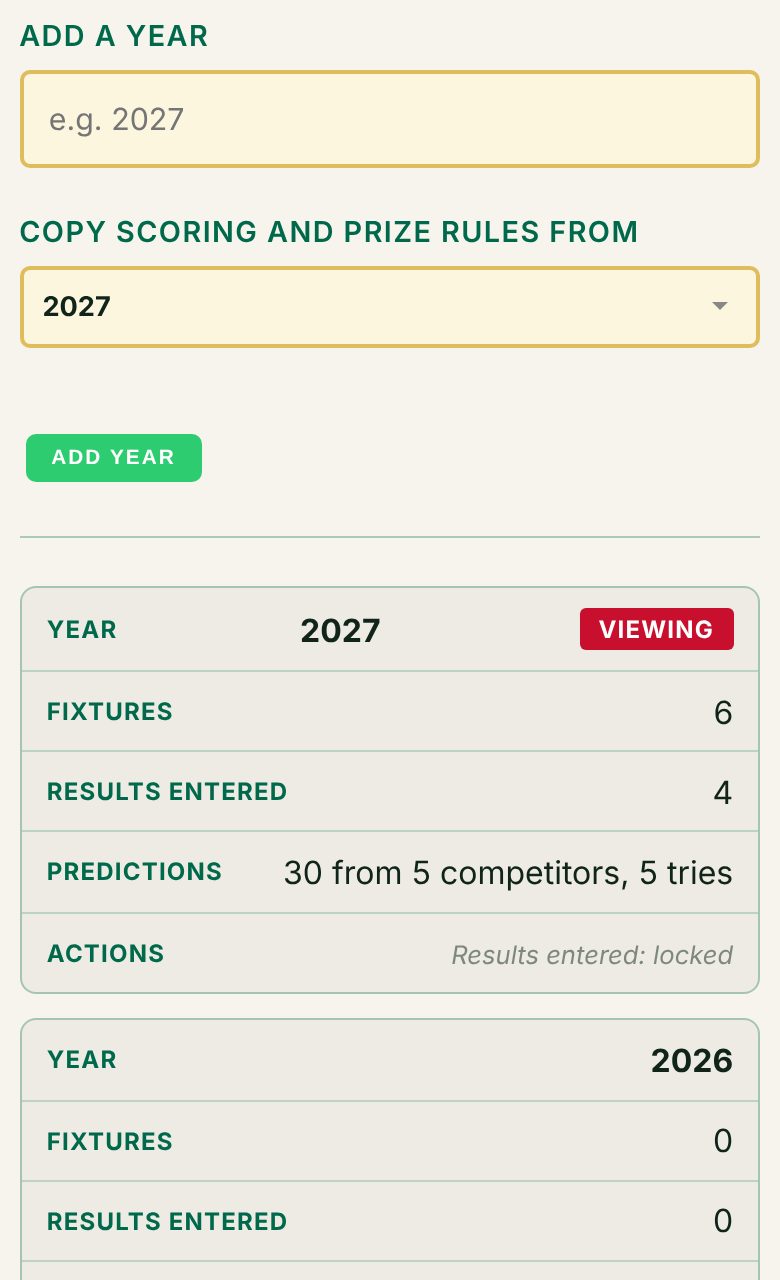 ADD A YEAR
e.g. 2027
COPY SCORING AND PRIZE RULES FROM
2027
ADD YEAR
YEAR 2027 VIEWING
FIXTURES 6
RESULTS ENTERED 4
PREDICTIONS 30 from 5 competitors, 5 tries
ACTIONS Results entered: locked
YEAR 2026
FIXTURES 0
RESULTS ENTERED 0